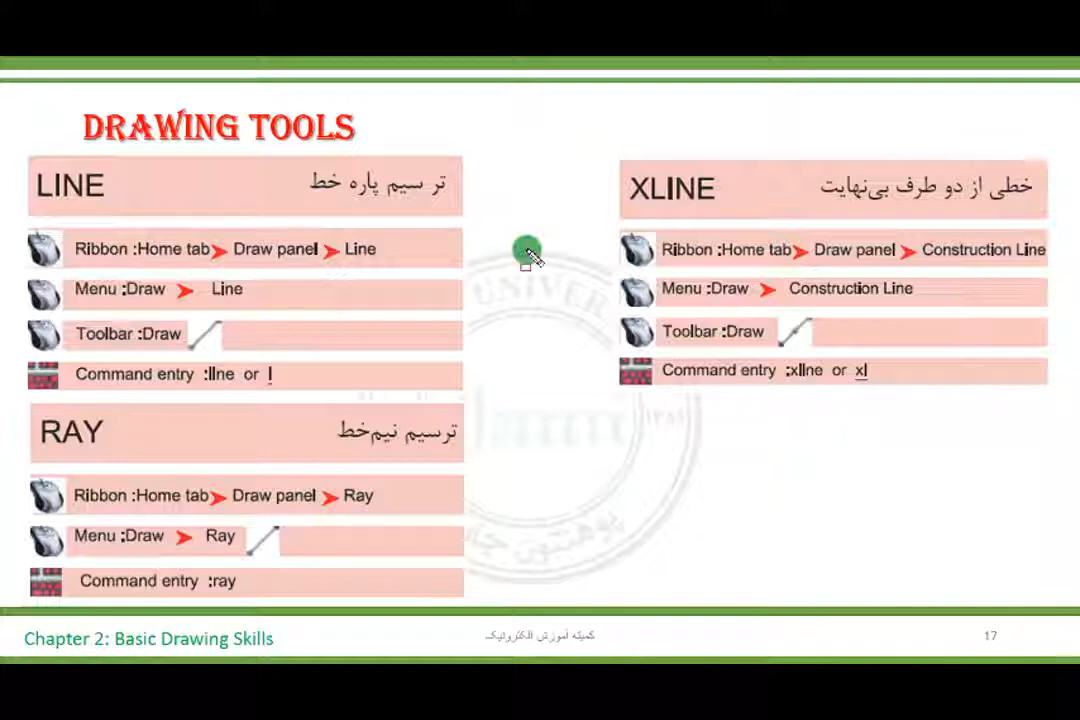 DRAWING TOOLS
LINE ترسیم پاره خط
Ribbon :Home tab Draw panel Line
Menu :Draw Line
Toolbar :Draw
Command entry :line or l
RAY ترسیم نیم‌خط
Ribbon :Home tab Draw panel Ray
Menu :Draw Ray
Command entry :ray
XLINE خطی از دو طرف بی‌نهایت
Ribbon :Home tab Draw panel Construction Line
Menu :Draw Construction Line
Toolbar :Draw
Command entry :xline or xl
UNIVER
پوهنتون
Chapter 2: Basic Drawing Skills
کمیته آموزش الکترونیک
17